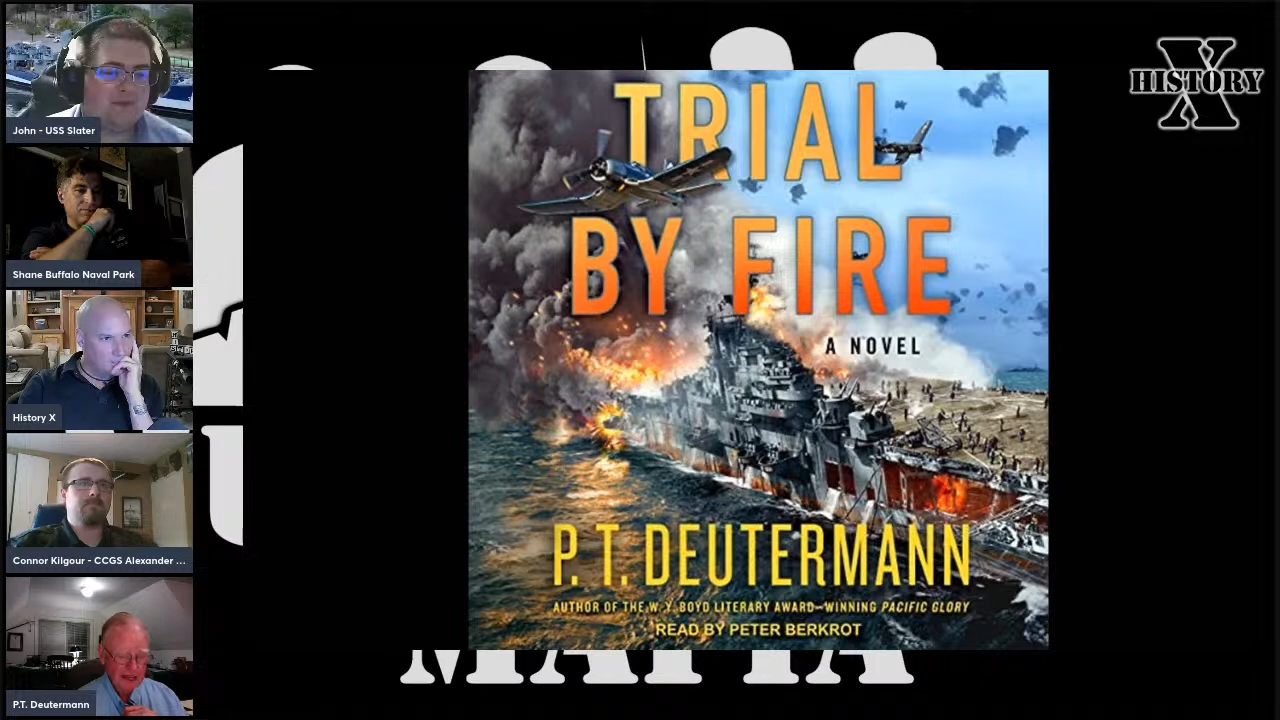 John - USS Slater
Shane Buffalo Naval Park
History X
Connor Kilgour - CCGS Alexander ...
P.T. Deutermann
TRIAL
BY FIRE
A NOVEL
P. T. DEUTERMANN
AUTHOR OF THE W. Y. BOYD LITERARY AWARD–WINNING PACIFIC GLORY
READ BY PETER BERKROT
X
HISTORY
MAFIA